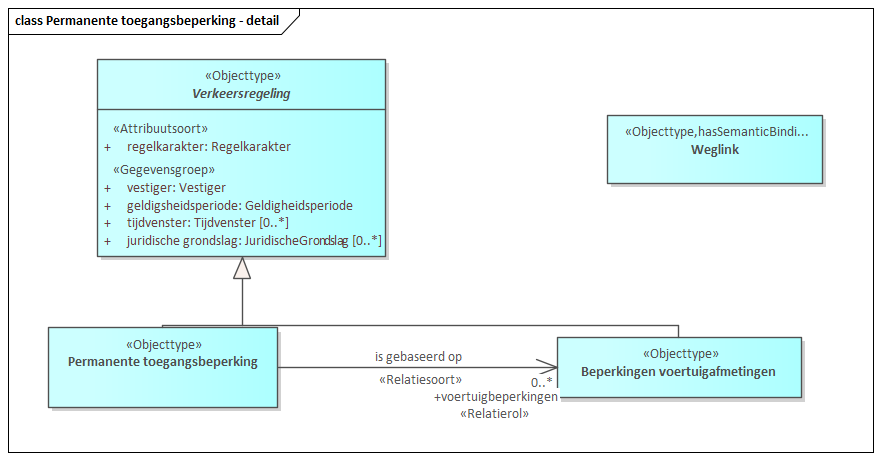 class Permanente toegangsbeperking - detail
«Objecttype»
Verkeersregeling
«Attribuutsoort»
+ regelkarakter: Regelkarakter
«Gegevensgroep»
+ vestiger: Vestiger
+ geldigsheidsperiode: Geldigheidsperiode
+ tijdvenster: Tijdvenster [0..*]
+ juridische grondslag: JuridischeGrondslag [0..*]
«Objecttype,hasSemanticBindi...
Weglink
«Objecttype»
Permanente toegangsbeperking
is gebaseerd op
«Relatiesoort»
0..*
+voertuigbeperkingen
«Relatierol»
«Objecttype»
Beperkingen voertuigafmetingen